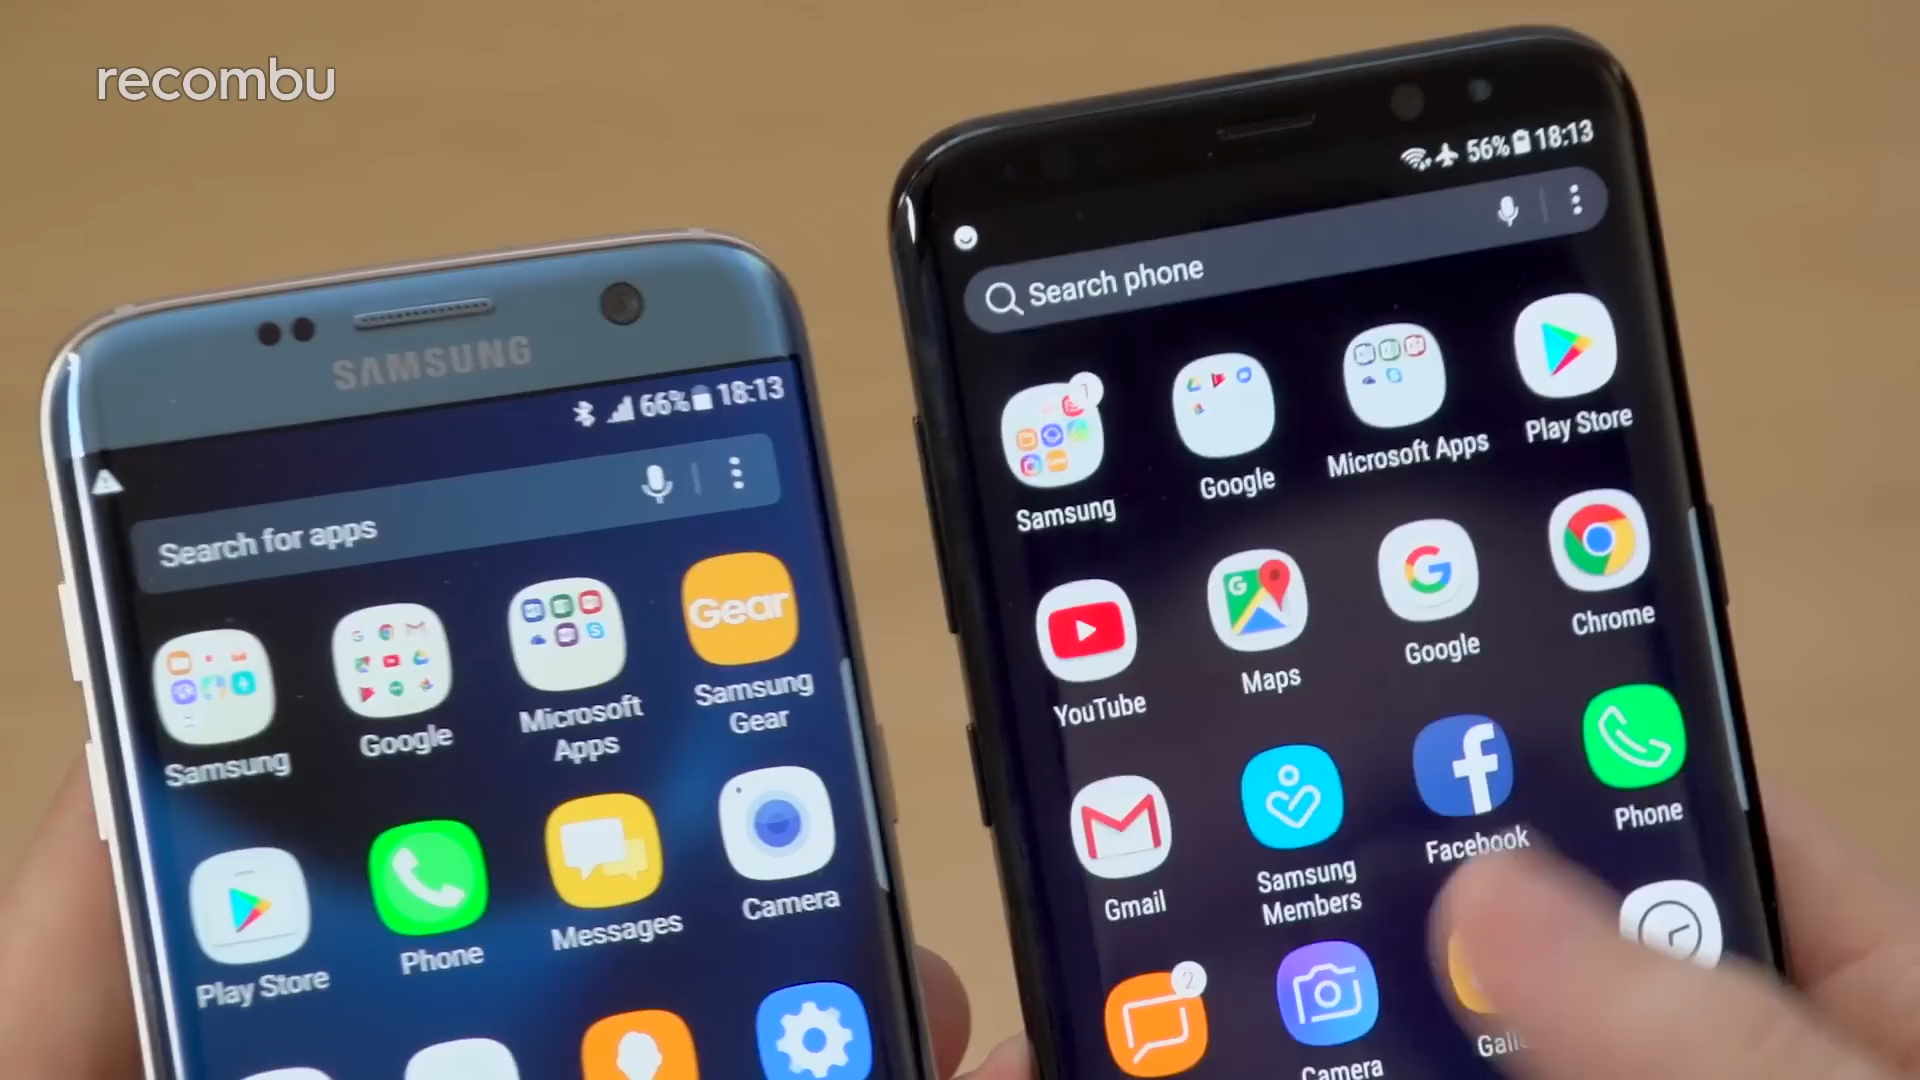 recombu
SAMSUNG
66% 18:13
Search for apps
Samsung
Google
Microsoft
Apps
Gear
Samsung
Gear
Play Store
Phone
Messages
Camera
56% 18:13
Search phone
1
Samsung
Google
Microsoft Apps
Play Store
YouTube
Maps
Google
Chrome
Gmail
Samsung
Members
Facebook
Phone
2
Camera